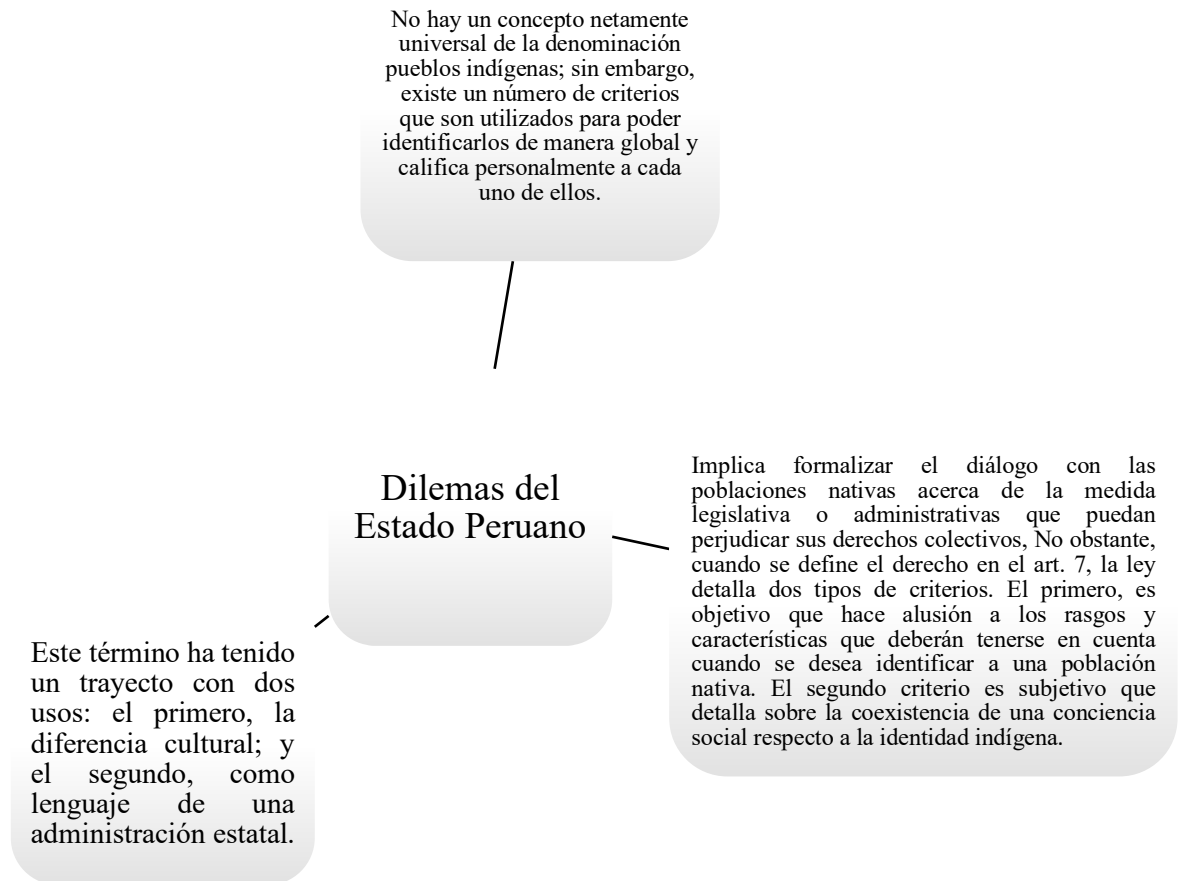 No hay un concepto netamente
universal de la denominación
pueblos indígenas; sin embargo,
existe un número de criterios
que son utilizados para poder
identificarlos de manera global y
califica personalmente a cada
uno de ellos.
Dilemas del
Estado Peruano
Implica formalizar el diálogo con las
poblaciones nativas acerca de la medida
legislativa o administrativas que puedan
perjudicar sus derechos colectivos, No obstante,
cuando se define el derecho en el art. 7, la ley
detalla dos tipos de criterios. El primero, es
objetivo que hace alusión a los rasgos y
características que deberán tenerse en cuenta
cuando se desea identificar a una población
nativa. El segundo criterio es subjetivo que
detalla sobre la coexistencia de una conciencia
social respecto a la identidad indígena.
Este término ha tenido
un trayecto con dos
usos: el primero, la
diferencia cultural; y
el segundo, como
lenguaje de una
administración estatal.